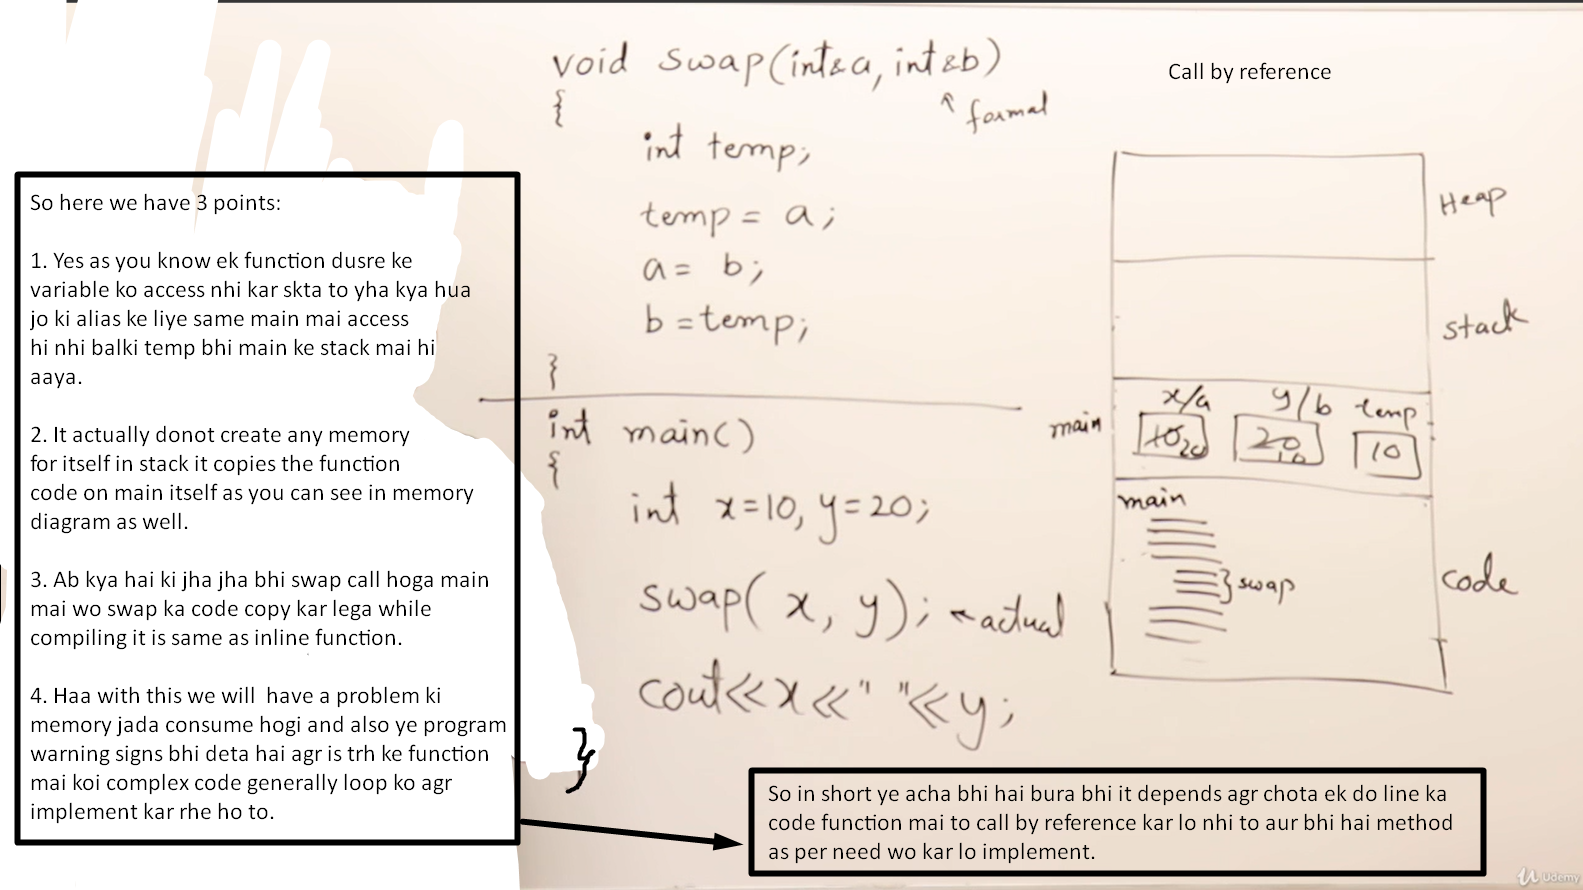 void swap(int&a, int&b)
formal
{
int temp;
temp = a;
a = b;
b = temp;
}
int main()
{
int x=10, y=20;
swap( x, y); ←actual
cout<<x<<" "<<y;
}
Call by reference
Heap
stack
x/a y/b temp
main 10 20 20 10 10
main
swap
code
So here we have 3 points:
1. Yes as you know ek function dusre ke
variable ko access nhi kar skta to yha kya hua
jo ki alias ke liye same main mai access
hi nhi balki temp bhi main ke stack mai hi
aaya.
2. It actually donot create any memory
for itself in stack it copies the function
code on main itself as you can see in memory
diagram as well.
3. Ab kya hai ki jha jha bhi swap call hoga main
mai wo swap ka code copy kar lega while
compiling it is same as inline function.
4. Haa with this we will have a problem ki
memory jada consume hogi and also ye program
warning signs bhi deta hai agr is trh ke function
mai koi complex code generally loop ko agr
implement kar rhe ho to.
So in short ye acha bhi hai bura bhi it depends agr chota ek do line ka
code function mai to call by reference kar lo nhi to aur bhi hai method
as per need wo kar lo implement.
Udemy